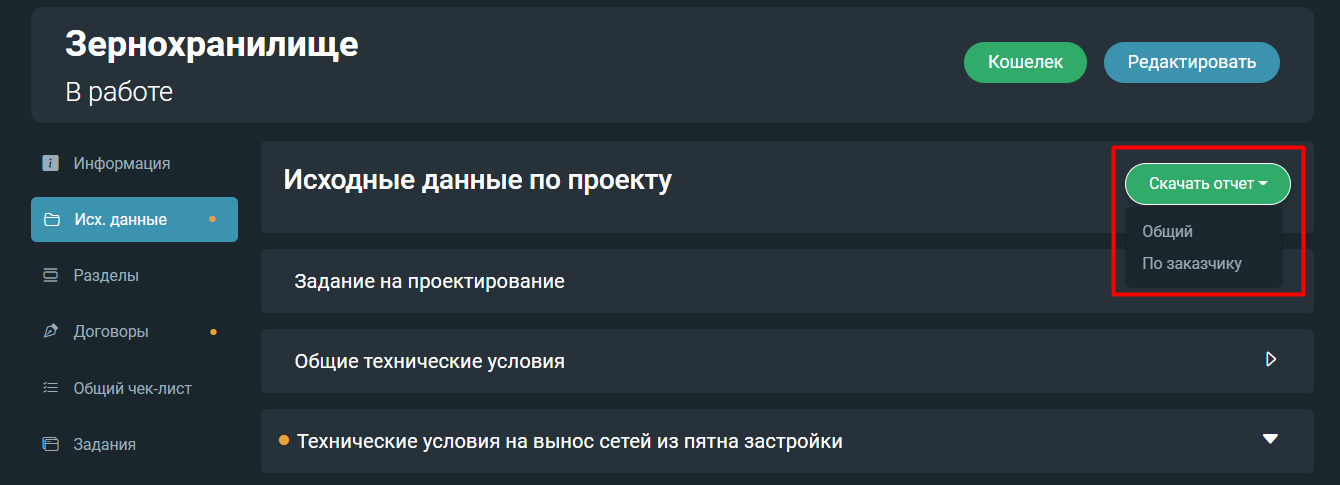 Зернохранилище
В работе
Кошелек
Редактировать
Информация
Исх. данные
Разделы
Договоры
Общий чек-лист
Задания
Исходные данные по проекту
Скачать отчет
Общий
По заказчику
Задание на проектирование
Общие технические условия
Технические условия на вынос сетей из пятна застройки